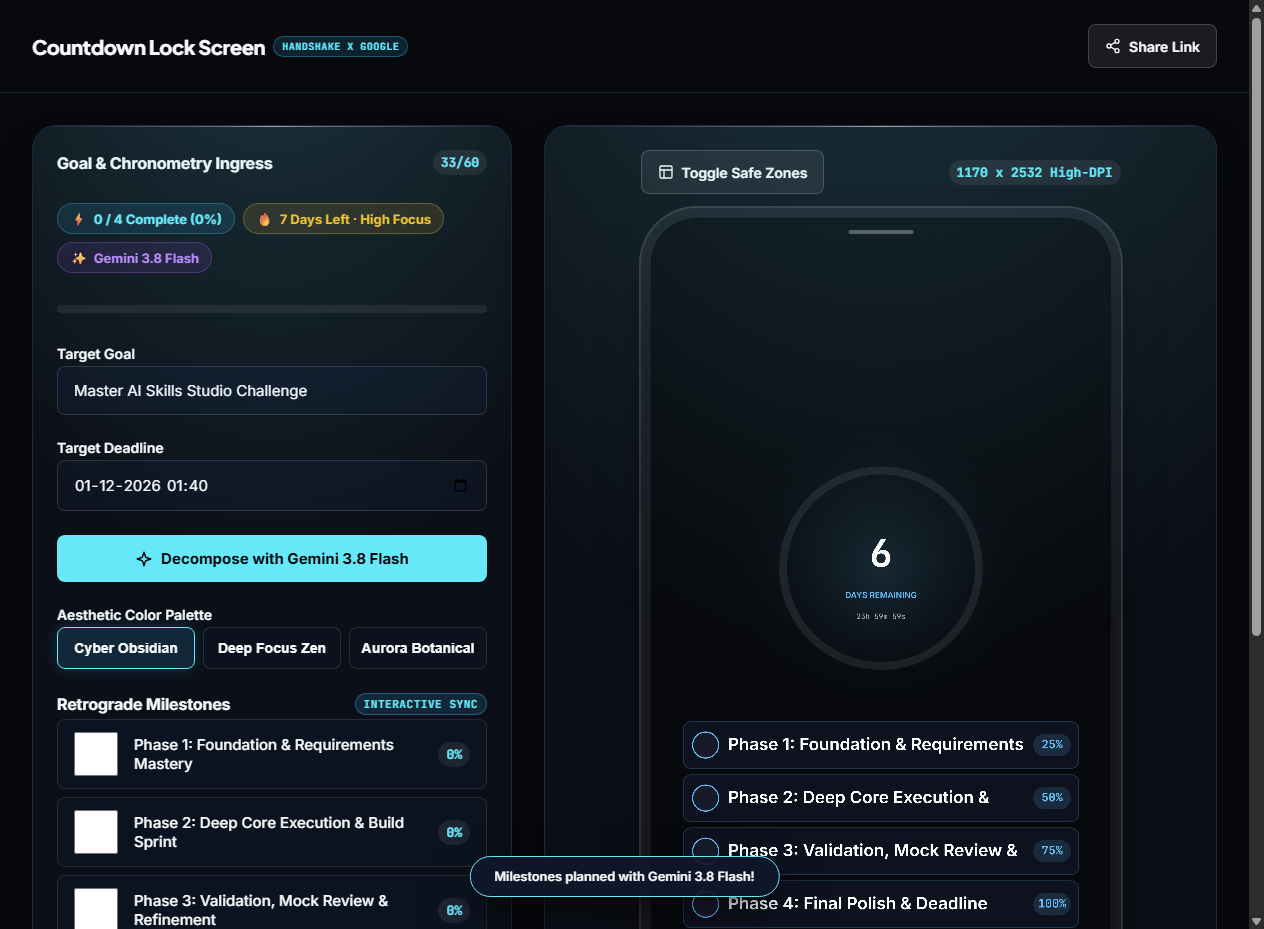 Countdown Lock Screen
HANDSHAKE X GOOGLE
Share Link
Goal & Chronometry Ingress
33/60
0 / 4 Complete (0%)
7 Days Left · High Focus
Gemini 3.8 Flash
Target Goal
Master AI Skills Studio Challenge
Target Deadline
01-12-2026 01:40
Decompose with Gemini 3.8 Flash
Aesthetic Color Palette
Cyber Obsidian
Deep Focus Zen
Aurora Botanical
Retrograde Milestones
INTERACTIVE SYNC
Phase 1: Foundation & Requirements
Mastery
0%
Phase 2: Deep Core Execution & Build
Sprint
0%
Phase 3: Validation, Mock Review &
Refinement
0%
Toggle Safe Zones
1170 x 2532 High-DPI
6
DAYS REMAINING
23h 59m 59s
Phase 1: Foundation & Requirements
25%
Phase 2: Deep Core Execution &
50%
Phase 3: Validation, Mock Review &
75%
Phase 4: Final Polish & Deadline
100%
Milestones planned with Gemini 3.8 Flash!